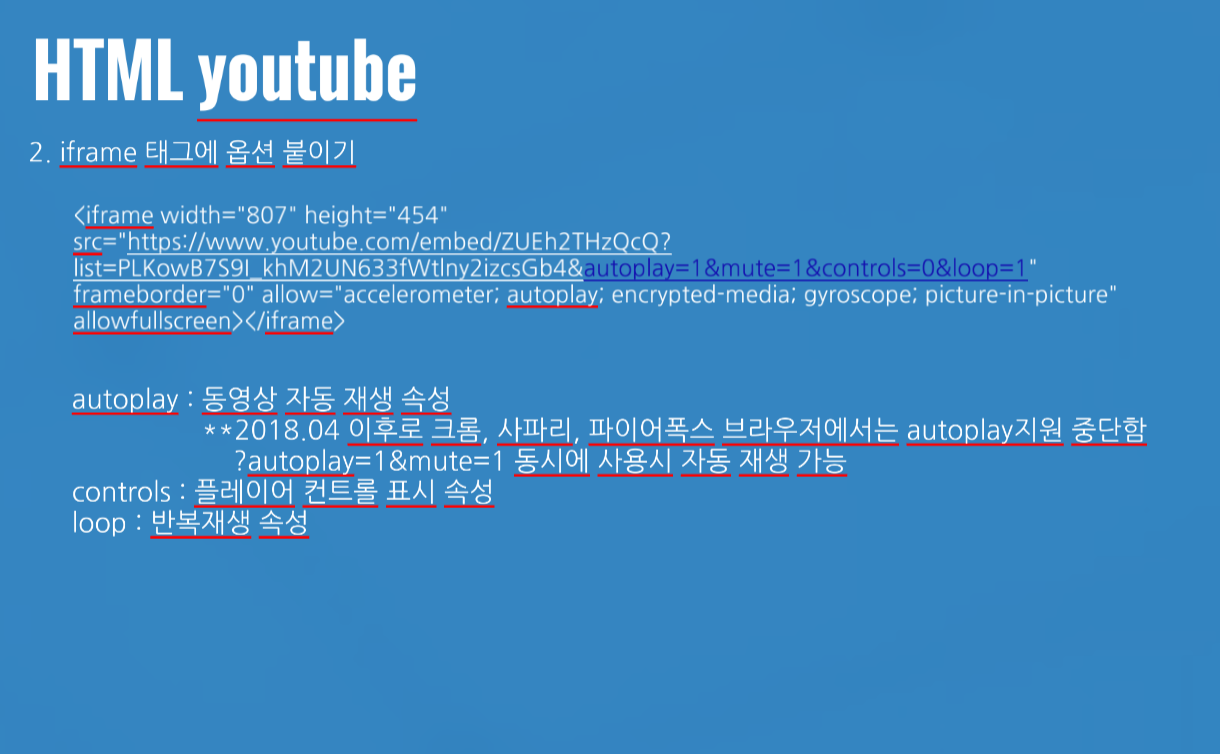 HTML youtube
2. iframe 태그에 옵션 붙이기
<iframe width="807" height="454"
src="https://www.youtube.com/embed/ZUEh2THzQcQ?
list=PLKowB7S9I_khM2UN633fWtlny2izcsGb4&autoplay=1&mute=1&controls=0&loop=1"
frameborder="0" allow="accelerometer; autoplay; encrypted-media; gyroscope; picture-in-picture"
allowfullscreen></iframe>
autoplay : 동영상 자동 재생 속성
**2018.04 이후로 크롬, 사파리, 파이어폭스 브라우저에서는 autoplay지원 중단함
?autoplay=1&mute=1 동시에 사용시 자동 재생 가능
controls : 플레이어 컨트롤 표시 속성
loop : 반복재생 속성